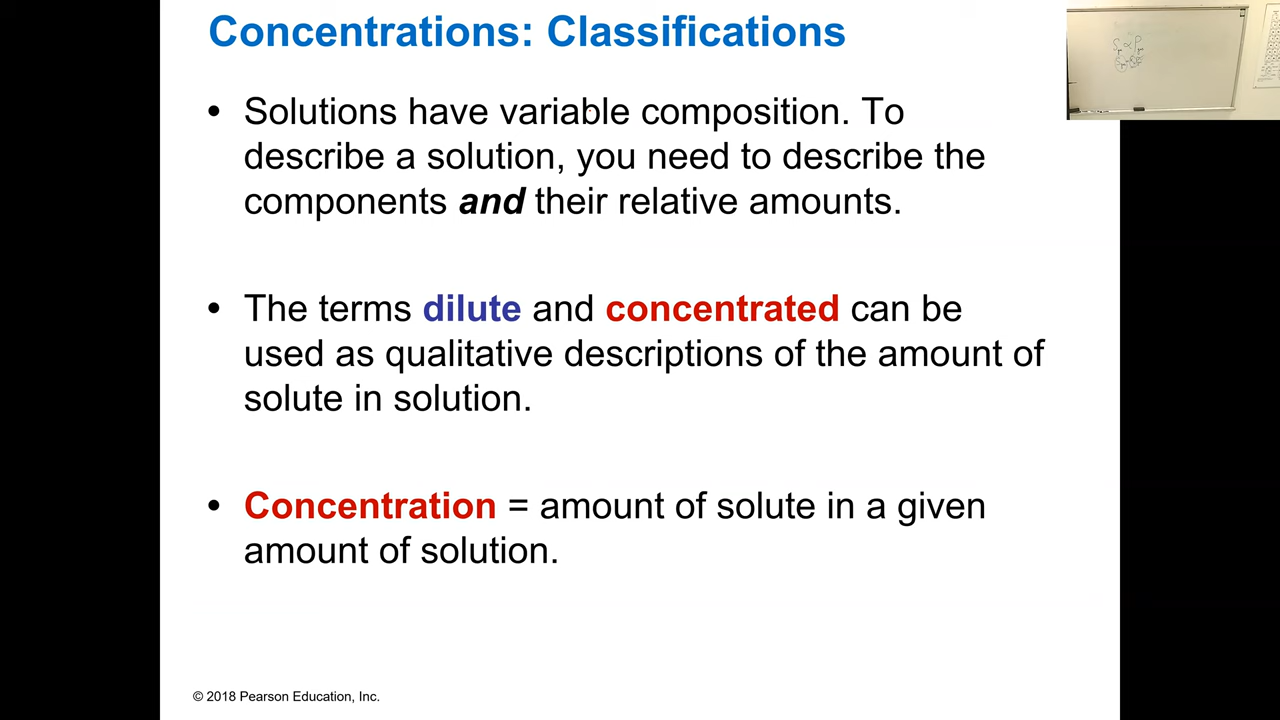 Concentrations: Classifications
• Solutions have variable composition. To
describe a solution, you need to describe the
components and their relative amounts.
• The terms dilute and concentrated can be
used as qualitative descriptions of the amount of
solute in solution.
• Concentration = amount of solute in a given
amount of solution.
© 2018 Pearson Education, Inc.